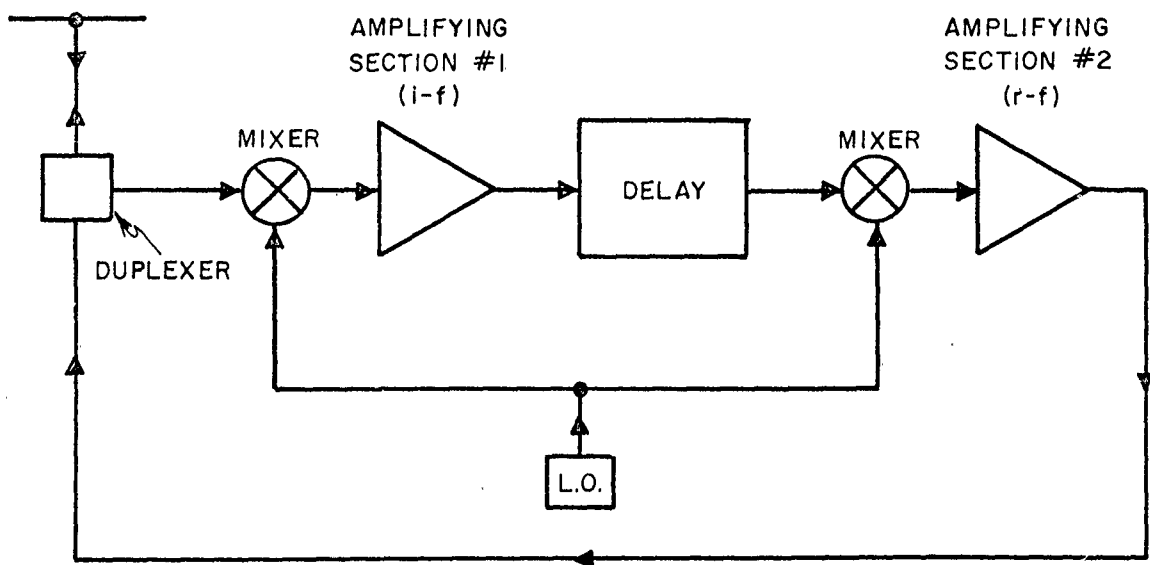 AMPLIFYING
SECTION #1
(i-f)
AMPLIFYING
SECTION #2
(r-f)
MIXER
MIXER
DELAY
DUPLEXER
L.O.